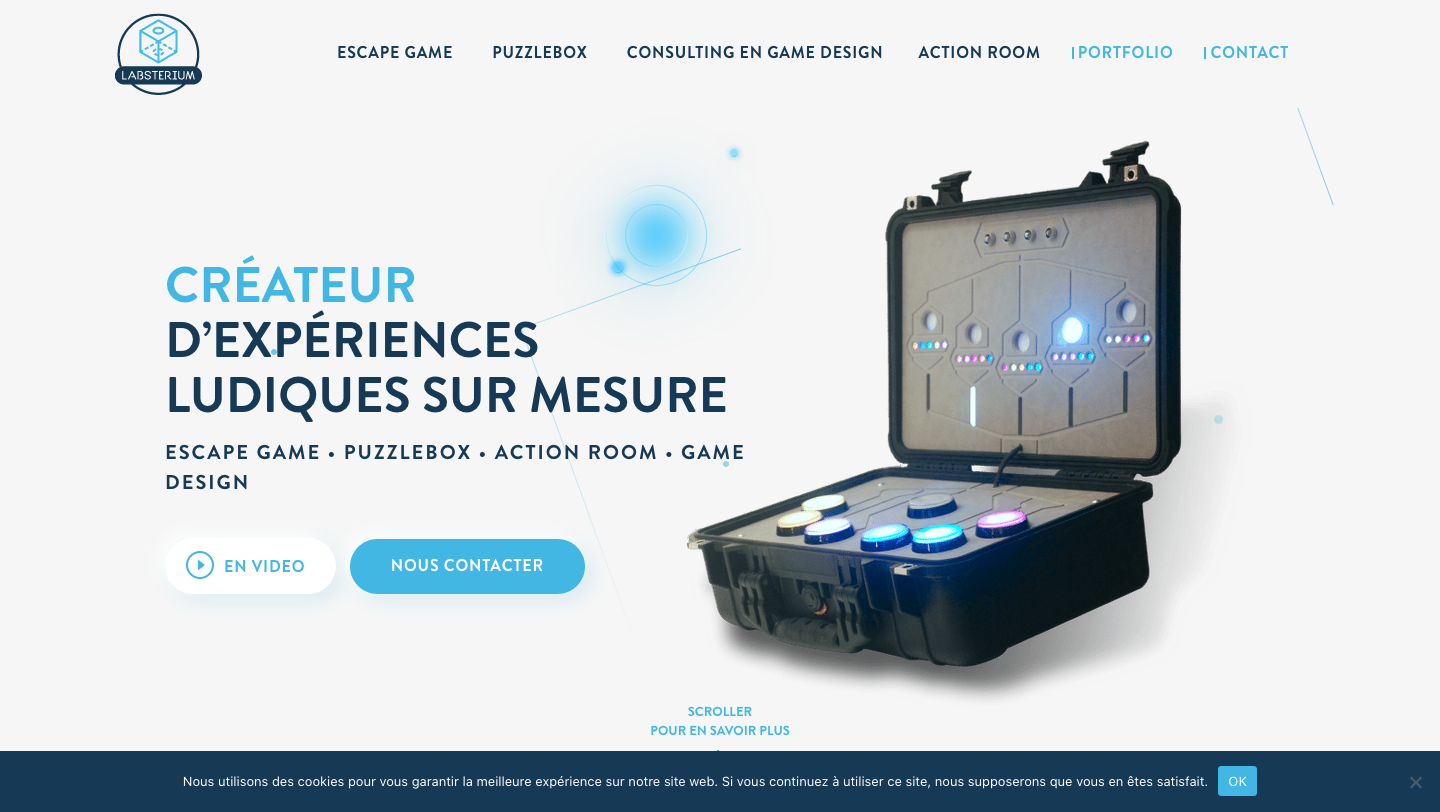 LABSTERIUM
ESCAPE GAME
PUZZLEBOX
CONSULTING EN GAME DESIGN
ACTION ROOM
PORTFOLIO
CONTACT
CRÉATEUR
D’EXPÉRIENCES
LUDIQUES SUR MESURE
ESCAPE GAME • PUZZLEBOX • ACTION ROOM • GAME
DESIGN
EN VIDEO
NOUS CONTACTER
SCROLLER
POUR EN SAVOIR PLUS
Nous utilisons des cookies pour vous garantir la meilleure expérience sur notre site web. Si vous continuez à utiliser ce site, nous supposerons que vous en êtes satisfait.
OK